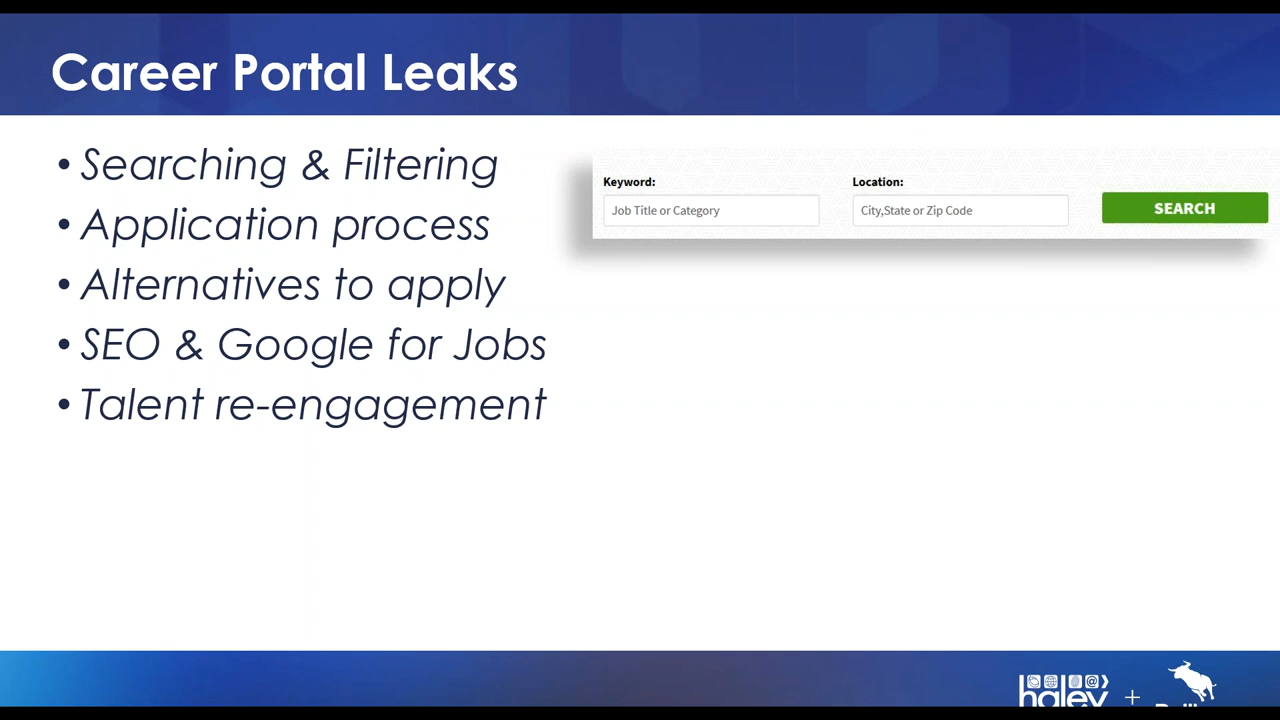 Career Portal Leaks
• Searching & Filtering
• Application process
• Alternatives to apply
• SEO & Google for Jobs
• Talent re-engagement
Keyword: Location:
Job Title or Category City,State or Zip Code SEARCH
haley +